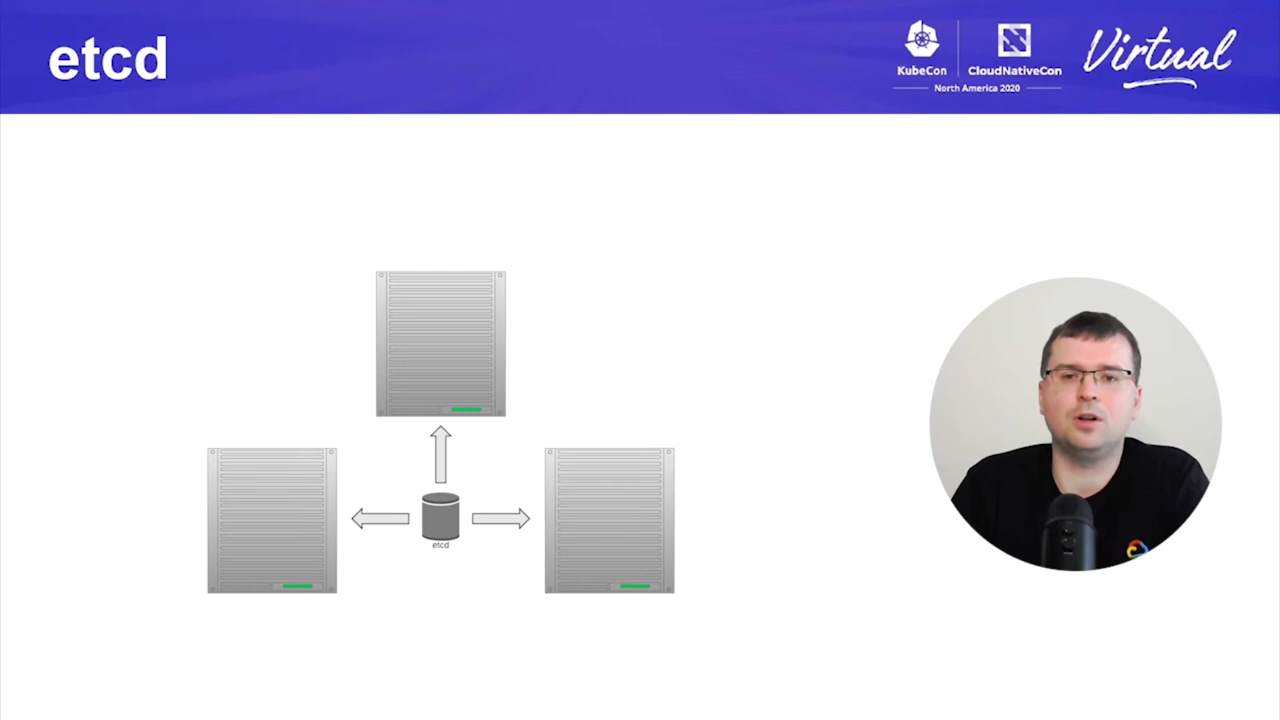 etcd
KubeCon
CloudNativeCon
North America 2020
Virtual
etcd